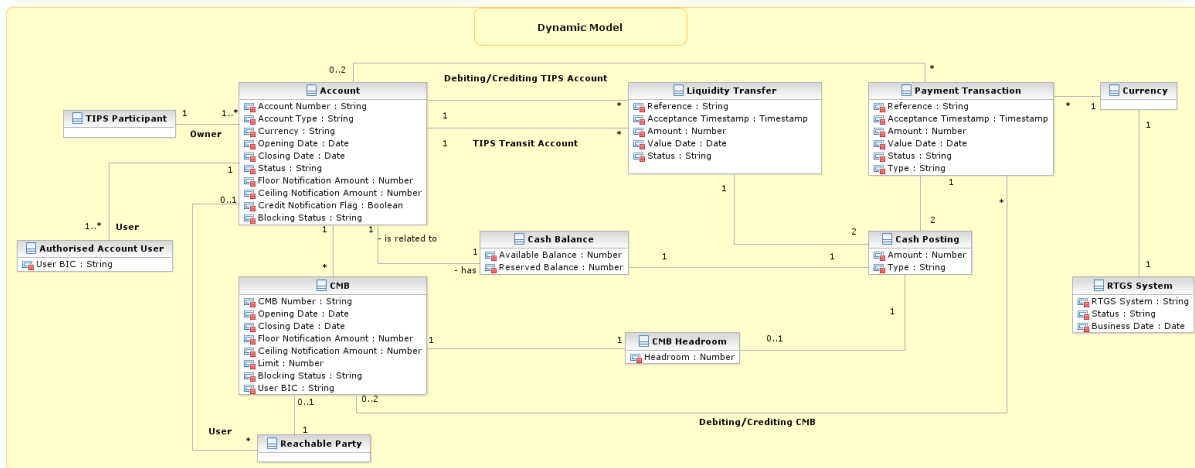 Dynamic Model
0..2
Debiting/Crediting TIPS Account
*
Account
Account Number : String
Account Type : String
Currency : String
Opening Date : Date
Closing Date : Date
Status : String
Floor Notification Amount : Number
Ceiling Notification Amount : Number
Credit Notification Flag : Boolean
Blocking Status : String
Liquidity Transfer
Reference : String
Acceptance Timestamp : Timestamp
Amount : Number
Value Date : Date
Status : String
Payment Transaction
Reference : String
Acceptance Timestamp : Timestamp
Amount : Number
Value Date : Date
Status : String
Type : String
Currency
TIPS Participant
1
1..*
Owner
1
*
1
*
TIPS Transit Account
*
1
1
1
1..*
User
0..1
Authorised Account User
User BIC : String
1
*
1
- is related to
1
- has
Cash Balance
Available Balance : Number
Reserved Balance : Number
1
2
1
2
*
1
1
Cash Posting
Amount : Number
Type : String
1
RTGS System
RTGS System : String
Status : String
Business Date : Date
CMB
CMB Number : String
Opening Date : Date
Closing Date : Date
Floor Notification Amount : Number
Ceiling Notification Amount : Number
Limit : Number
Blocking Status : String
User BIC : String
1
1
CMB Headroom
Headroom : Number
0..1
1
0..1
0..2
Debiting/Crediting CMB
User
*
1
Reachable Party